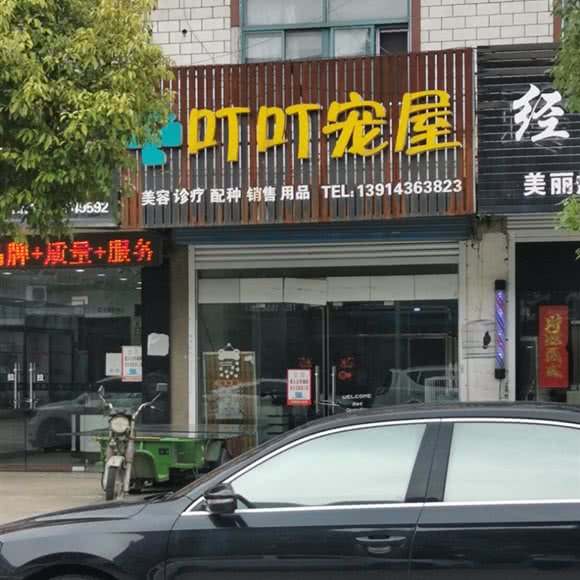 叮叮宠屋
美容 诊疗 配种 销售 用品 TEL:13914363823
牌+质量+服务
经
美丽
WELCOME